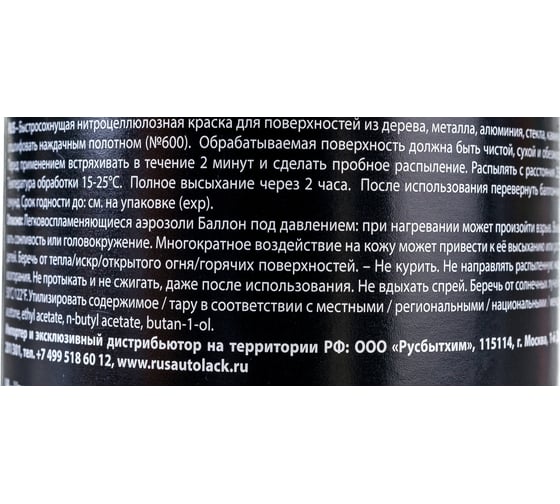 RUS – Быстросохнущая нитроцеллюлозная краска для поверхностей из дерева, металла, алюминия, стекла,
наждачным полотном (№600). Обрабатываемая поверхность должна быть чистой, сухой и
применением встряхивать в течение 2 минут и сделать пробное распыление. Распылять с расстояния
Температура обработки 15-25°С. Полное высыхание через 2 часа. После использования перевернуть
Срок годности до: см. на упаковке (exp).
Опасно: Легковоспламеняющиеся аэрозоли Баллон под давлением: при нагревании может произойти взрыв.
сонливость или головокружение. Многократное воздействие на кожу может привести к её высыханию
Беречь от тепла/искр/открытого огня/горячих поверхностей. – Не курить. Не направлять
Не протыкать и не сжигать, даже после использования. Не вдыхать спрей. Беречь от солнечных
122°F. Утилизировать содержимое / тару в соответствии с местными / региональными / национальными
ethyl acetate, n-butyl acetate, butan-1-ol.
Импортер и эксклюзивный дистрибьютор на территории РФ: ООО «Русбытхим», 115114, г. Москва,
тел. +7 499 518 60 12, www.rusautolack.ru